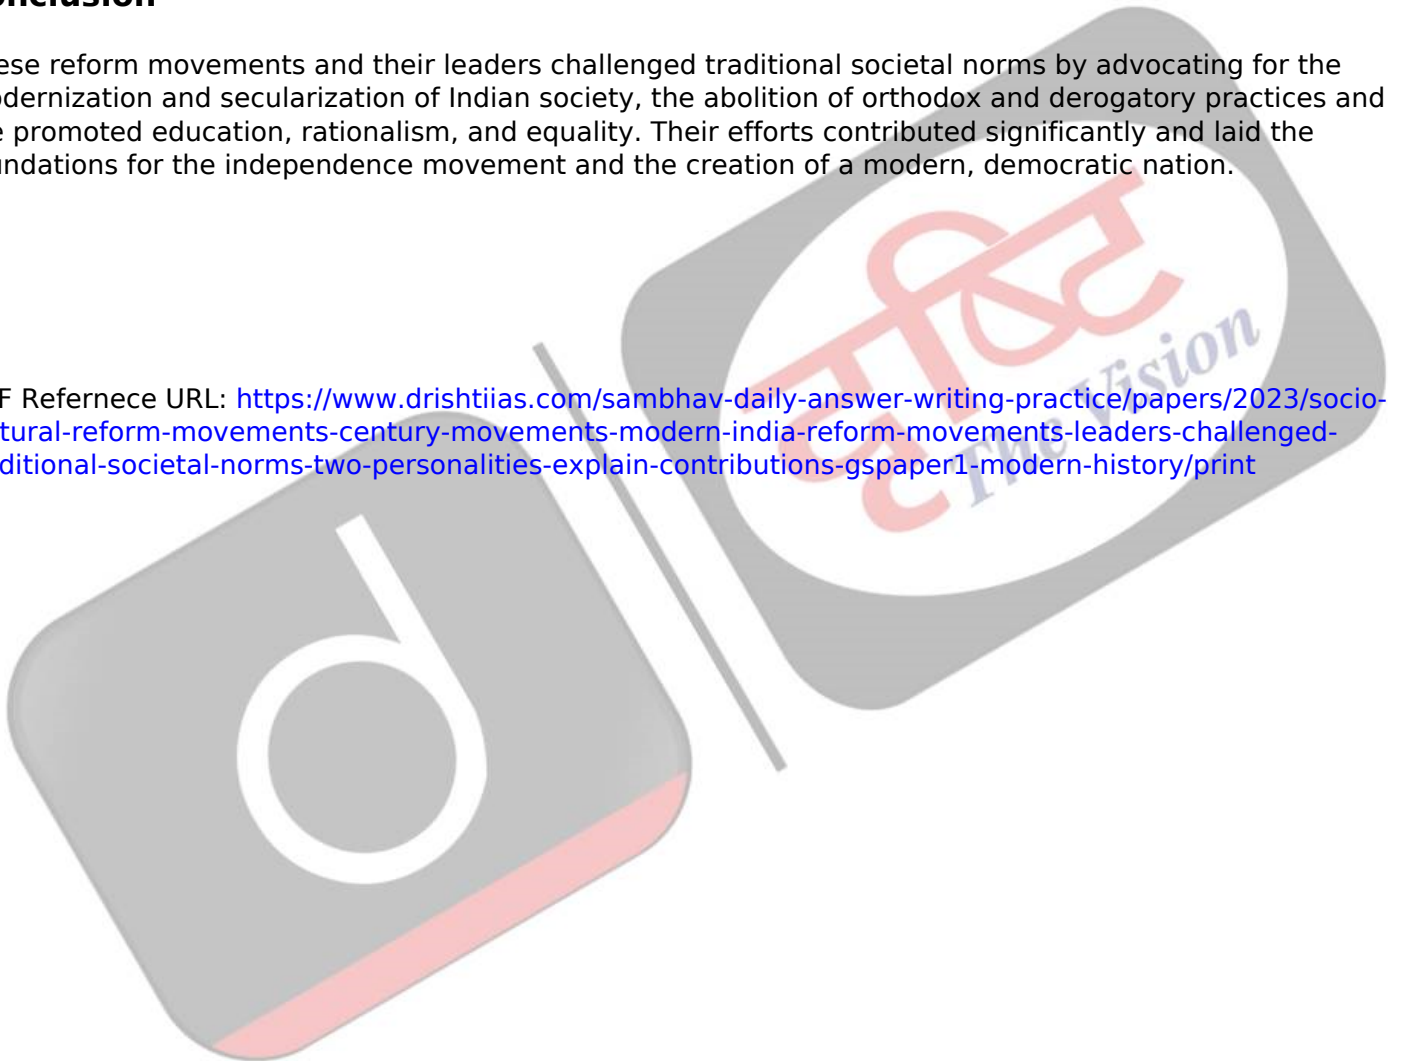 onclusion
ese reform movements and their leaders challenged traditional societal norms by advocating for the
dernization and secularization of Indian society, the abolition of orthodox and derogatory practices and
e promoted education, rationalism, and equality. Their efforts contributed significantly and laid the
ndations for the independence movement and the creation of a modern, democratic nation.
दृष्टि
The Vision
F Refernece URL: https://www.drishtiias.com/sambhav-daily-answer-writing-practice/papers/2023/socio-
tural-reform-movements-century-movements-modern-india-reform-movements-leaders-challenged-
ditional-societal-norms-two-personalities-explain-contributions-gspaper1-modern-history/print
d